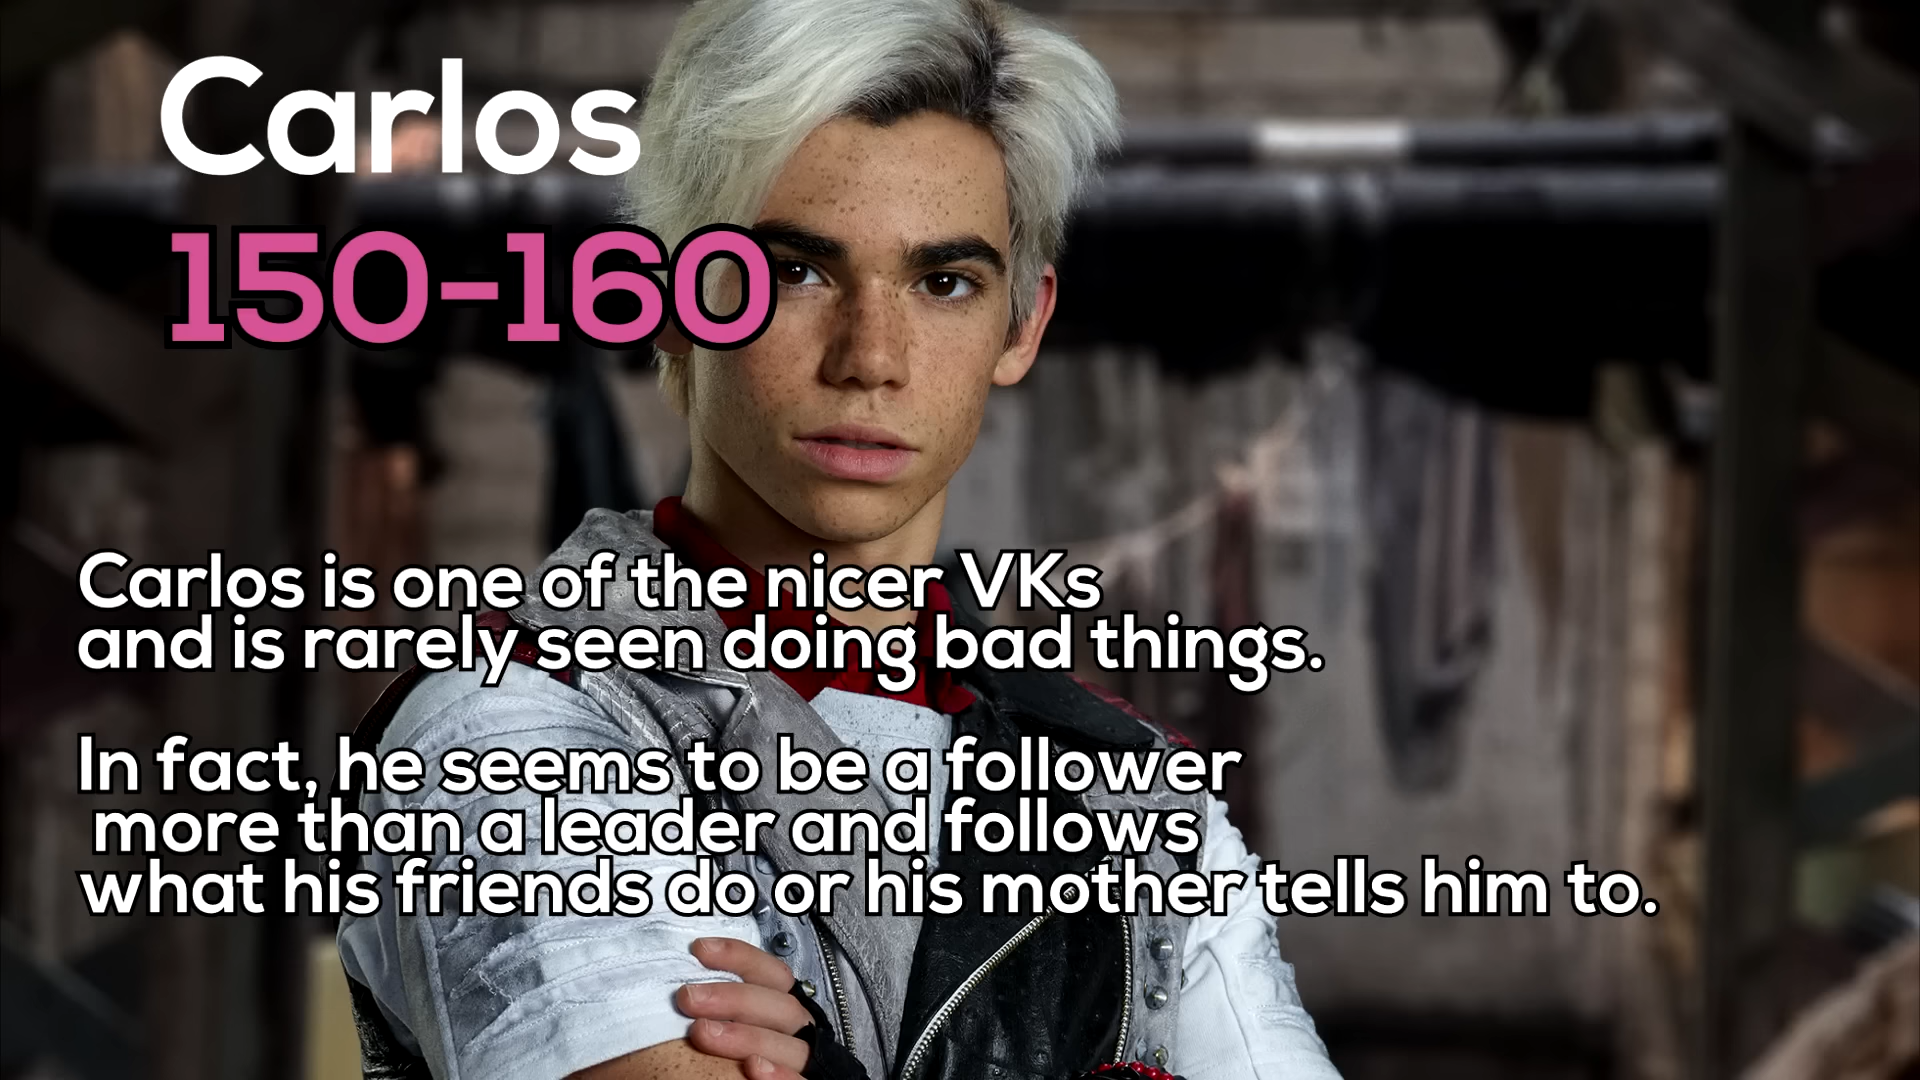 Carlos
150-160
Carlos is one of the nicer VKs
and is rarely seen doing bad things.
In fact, he seems to be a follower
more than a leader and follows
what his friends do or his mother tells him to.